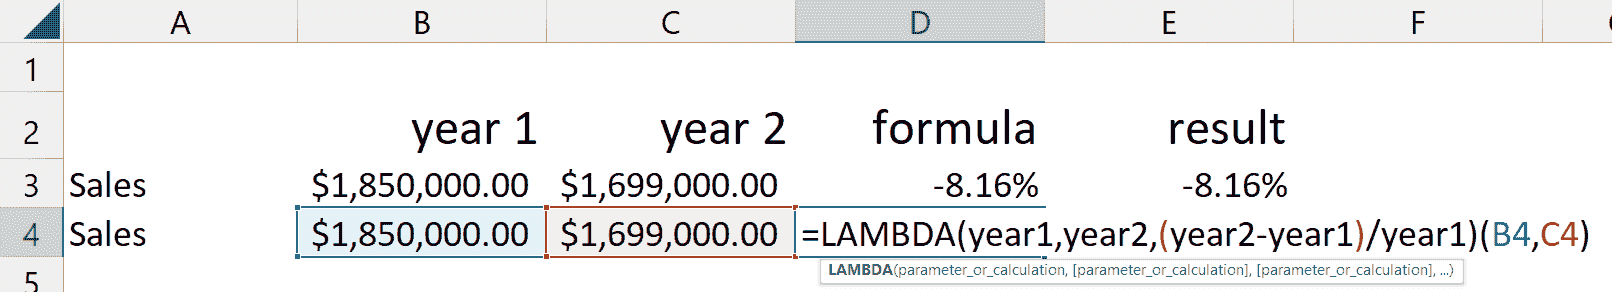 A B C D E F
1
2 year 1 year 2 formula result
3 Sales $1,850,000.00 $1,699,000.00 -8.16% -8.16%
4 Sales $1,850,000.00 $1,699,000.00 =LAMBDA(year1,year2,(year2-year1)/year1)(B4,C4)
LAMBDA(parameter_or_calculation, [parameter_or_calculation], [parameter_or_calculation], ...)
5